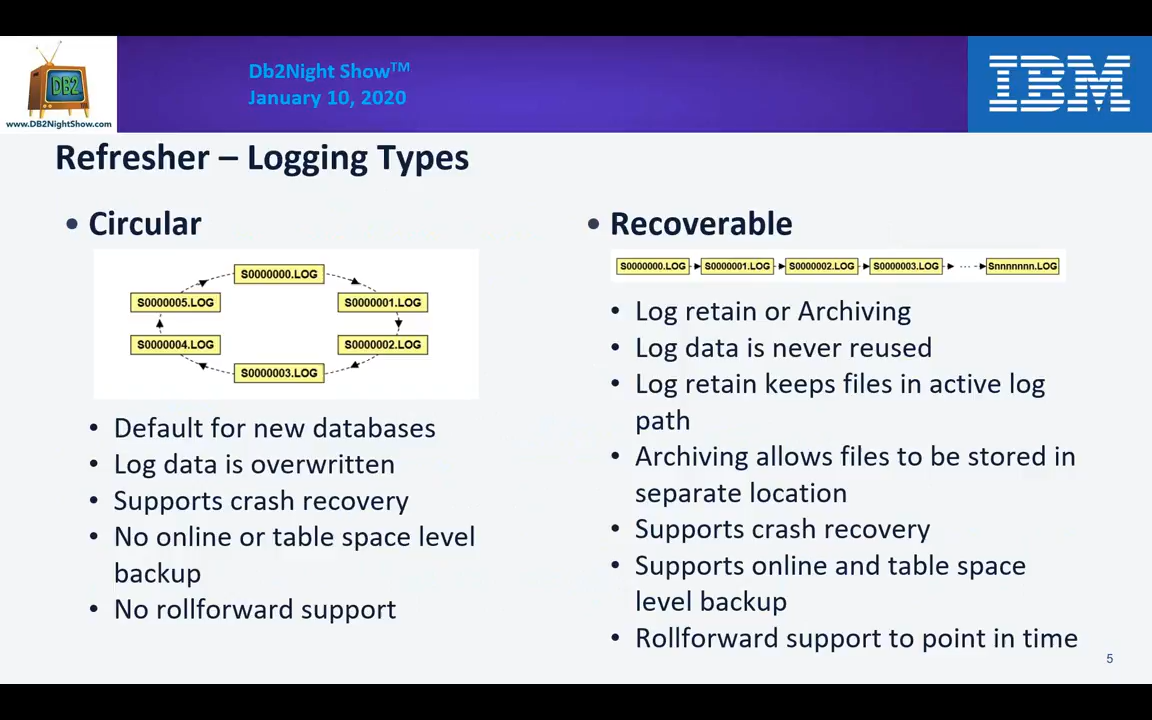 DB2
www.DB2NightShow.com
Db2Night Show™
January 10, 2020
IBM
Refresher – Logging Types
• Circular
S0000000.LOG
S0000005.LOG
S0000001.LOG
S0000004.LOG
S0000002.LOG
S0000003.LOG
• Default for new databases
• Log data is overwritten
• Supports crash recovery
• No online or table space level
backup
• No rollforward support
• Recoverable
S0000000.LOG S0000001.LOG S0000002.LOG S0000003.LOG ... Snnnnnnn.LOG
• Log retain or Archiving
• Log data is never reused
• Log retain keeps files in active log
path
• Archiving allows files to be stored in
separate location
• Supports crash recovery
• Supports online and table space
level backup
• Rollforward support to point in time
5